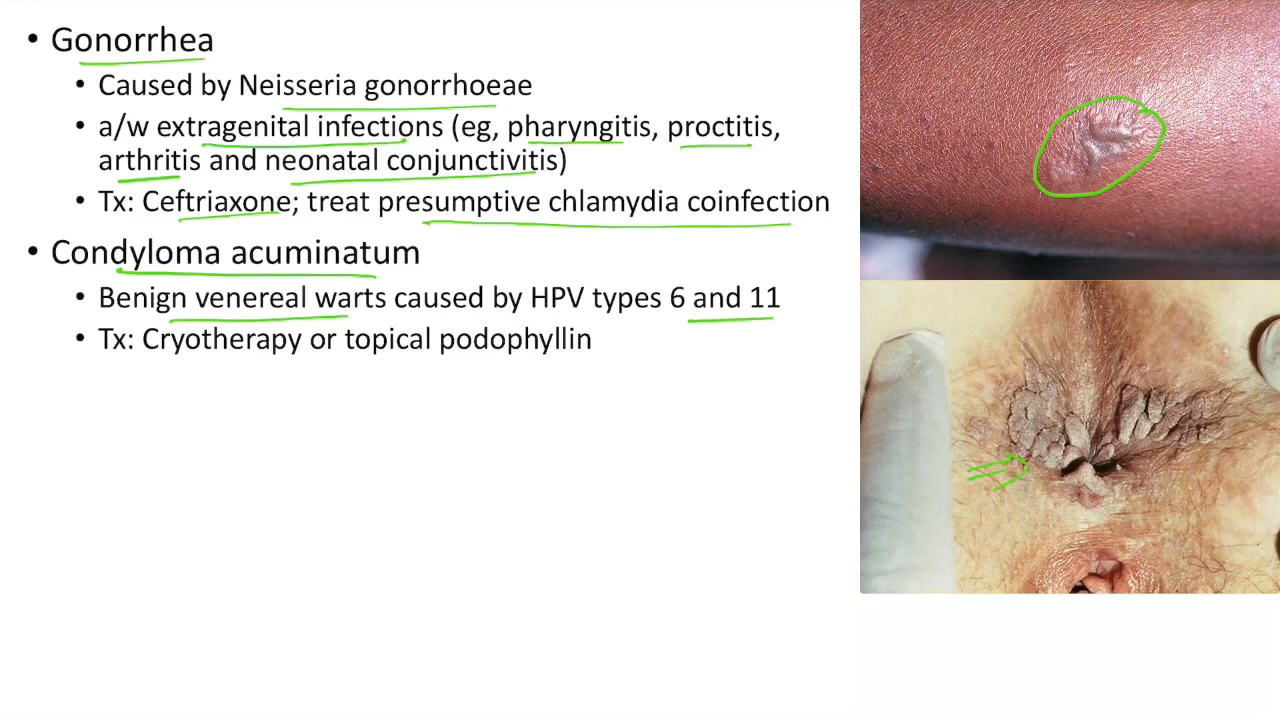 • Gonorrhea
• Caused by Neisseria gonorrhoeae
• a/w extragenital infections (eg, pharyngitis, proctitis,
arthritis and neonatal conjunctivitis)
• Tx: Ceftriaxone; treat presumptive chlamydia coinfection
• Condyloma acuminatum
• Benign venereal warts caused by HPV types 6 and 11
• Tx: Cryotherapy or topical podophyllin